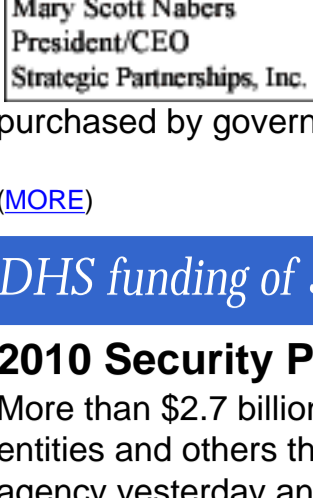 Mary Scott Nabers
President/CEO
Strategic Partnerships, Inc.
purchased by govern
(MORE)
DHS funding of
2010 Security P
More than $2.7 billion
entities and others th
agency yesterday an